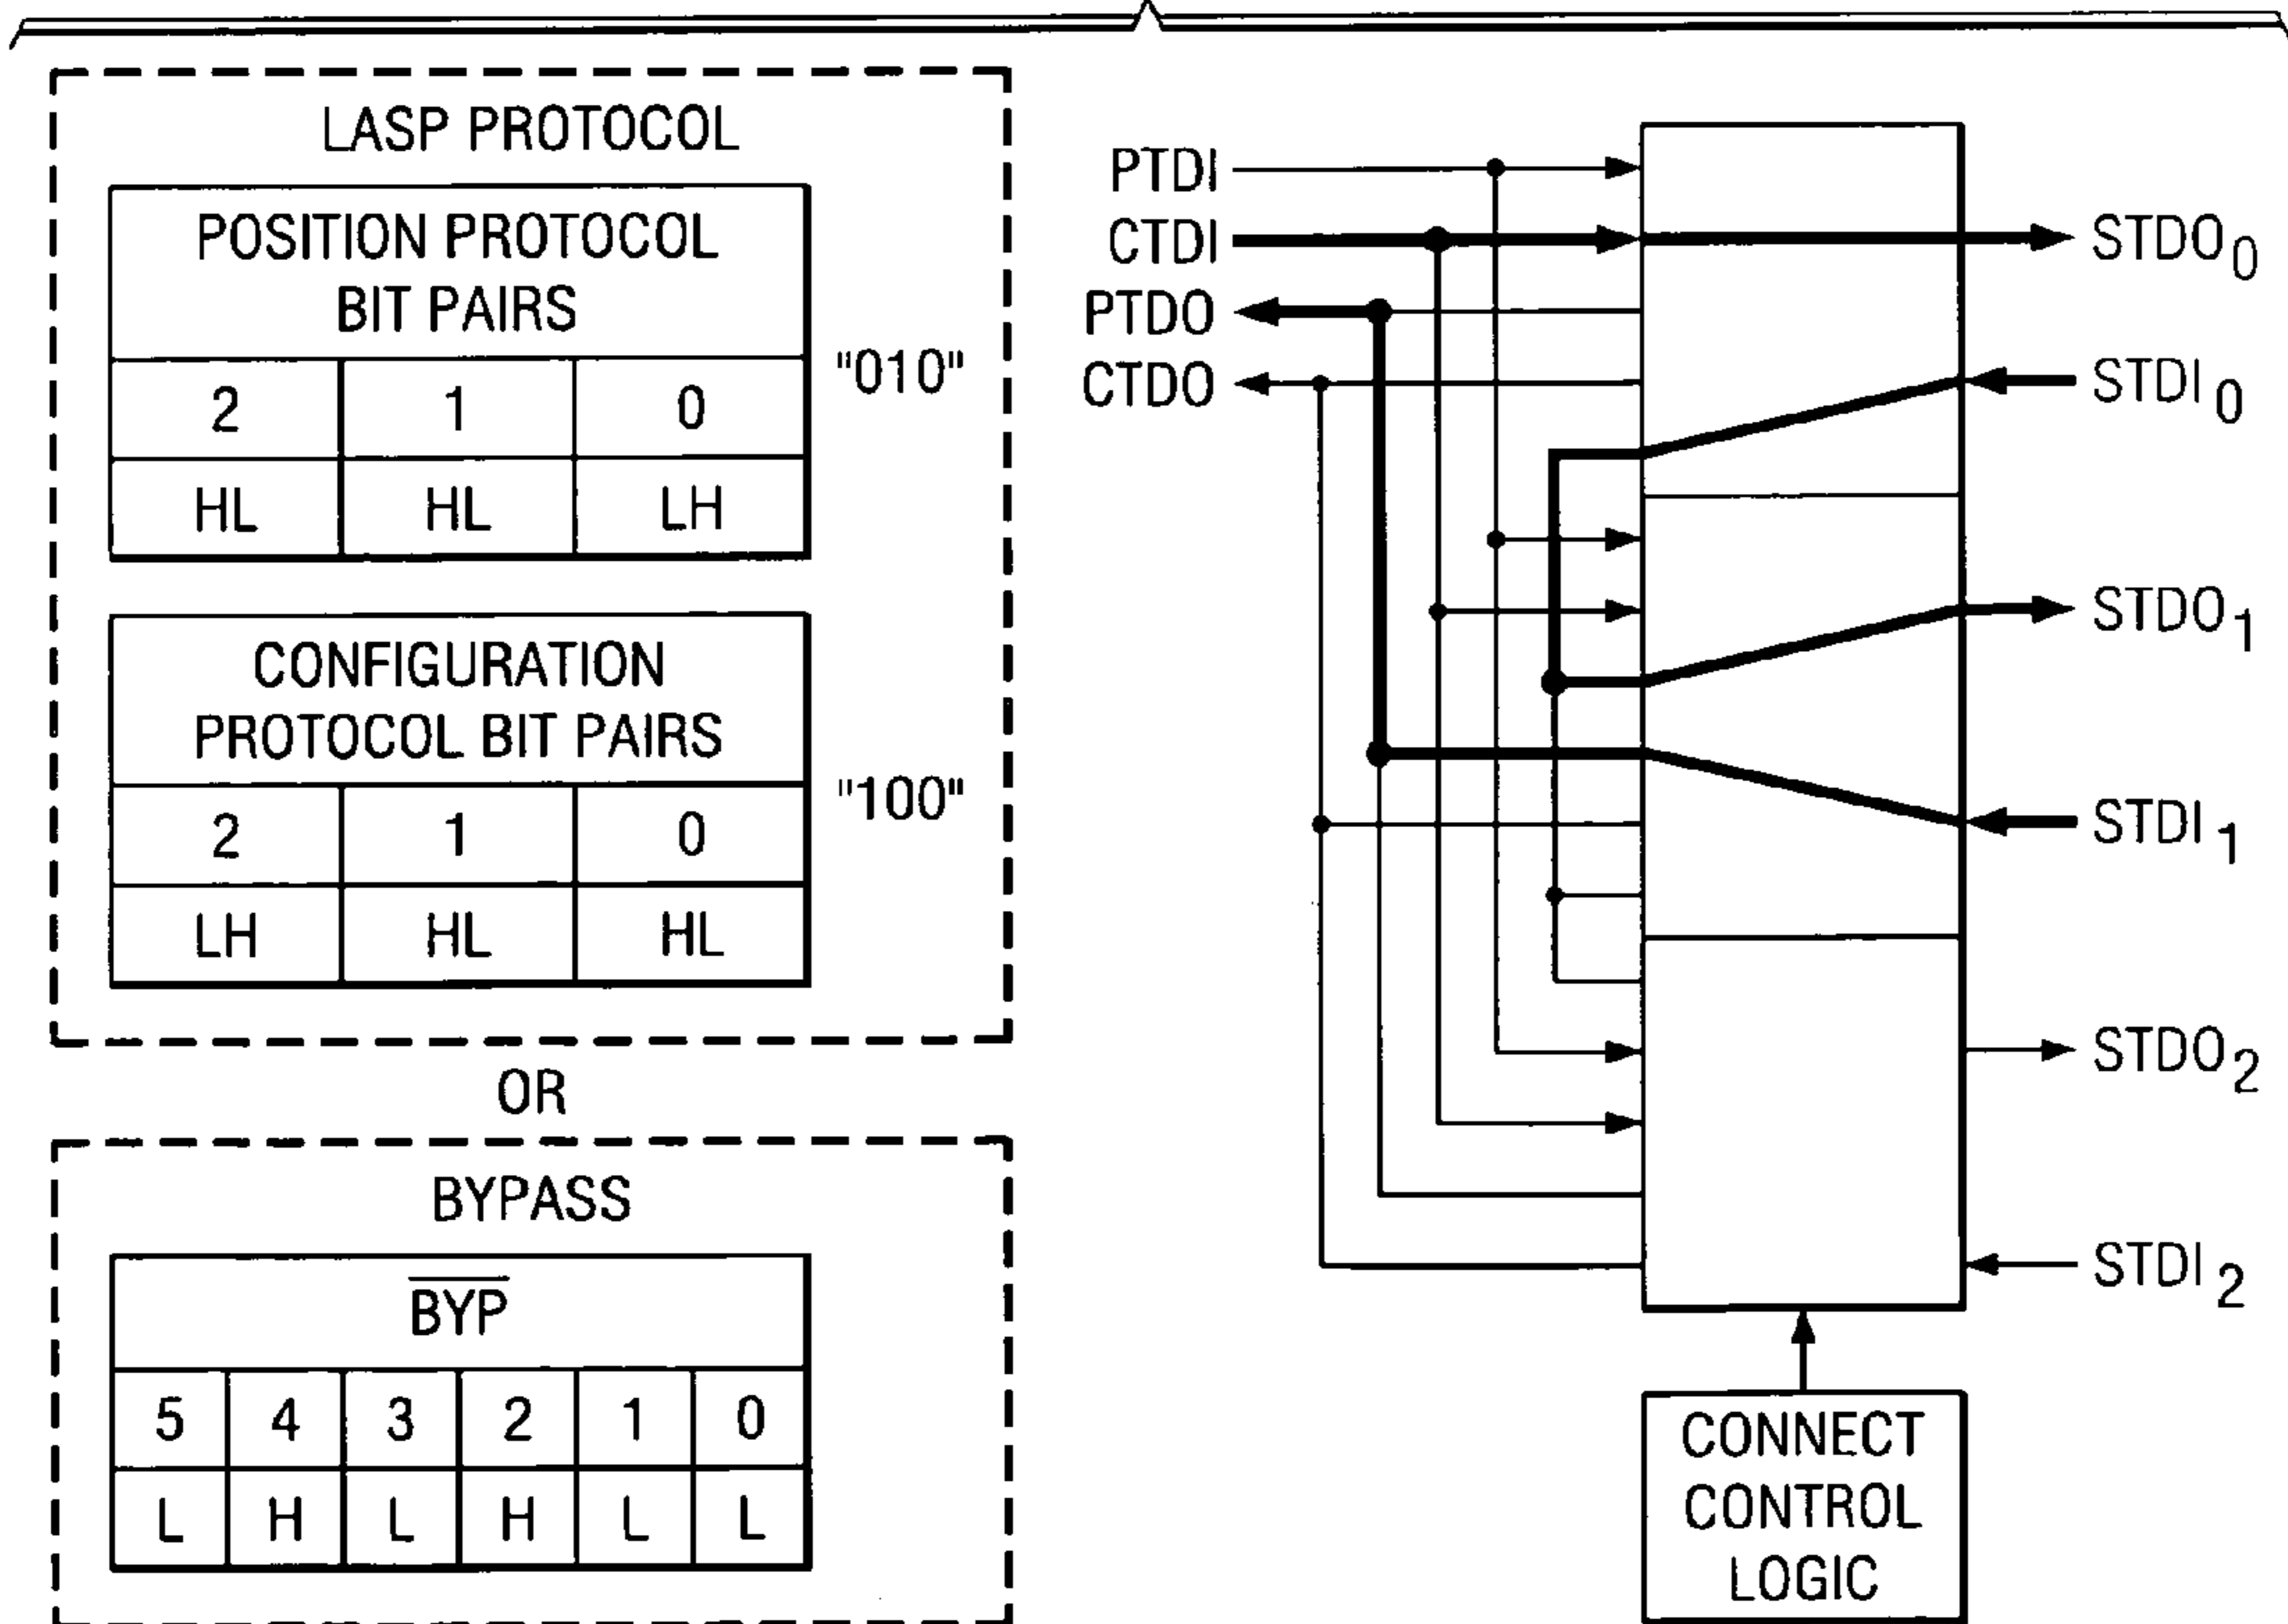 LASP PROTOCOL
POSITION PROTOCOL
BIT PAIRS
2 1 0
HL HL LH
"010"
CONFIGURATION
PROTOCOL BIT PAIRS
2 1 0
LH HL HL
"100"
OR
BYPASS
BYP
5 4 3 2 1 0
L H L H L L
PTDI
CTDI
PTDO
CTDO
STDO0
STDI0
STDO1
STDI1
STDO2
STDI2
CONNECT
CONTROL
LOGIC